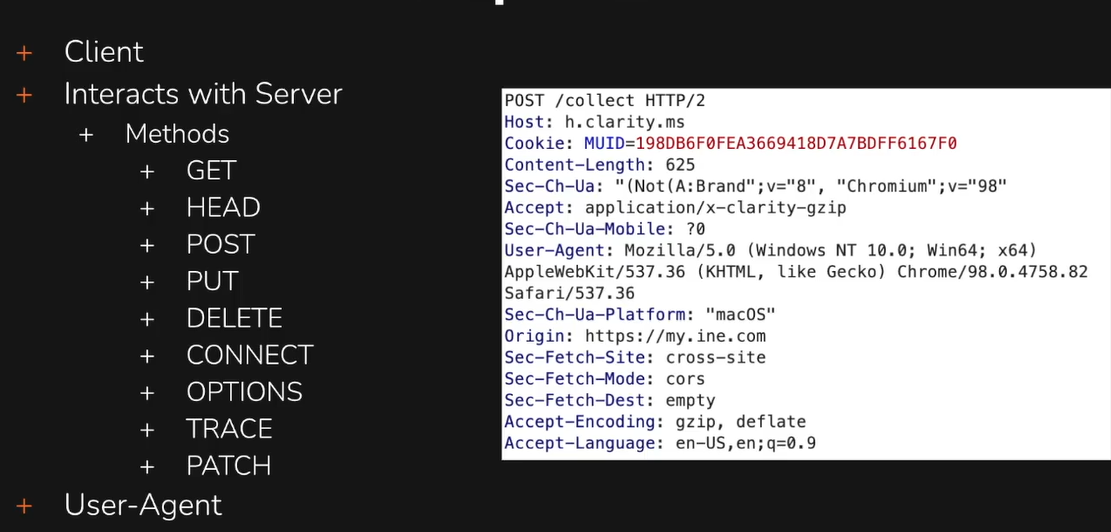 + Client
+ Interacts with Server
+ Methods
+ GET
+ HEAD
+ POST
+ PUT
+ DELETE
+ CONNECT
+ OPTIONS
+ TRACE
+ PATCH
+ User-Agent
POST /collect HTTP/2
Host: h.clarity.ms
Cookie: MUID=198DB6F0FEA3669418D7A7BDFF6167F0
Content-Length: 625
Sec-Ch-Ua: "(Not(A:Brand";v="8", "Chromium";v="98"
Accept: application/x-clarity-gzip
Sec-Ch-Ua-Mobile: ?0
User-Agent: Mozilla/5.0 (Windows NT 10.0; Win64; x64)
AppleWebKit/537.36 (KHTML, like Gecko) Chrome/98.0.4758.82
Safari/537.36
Sec-Ch-Ua-Platform: "macOS"
Origin: https://my.ine.com
Sec-Fetch-Site: cross-site
Sec-Fetch-Mode: cors
Sec-Fetch-Dest: empty
Accept-Encoding: gzip, deflate
Accept-Language: en-US,en;q=0.9